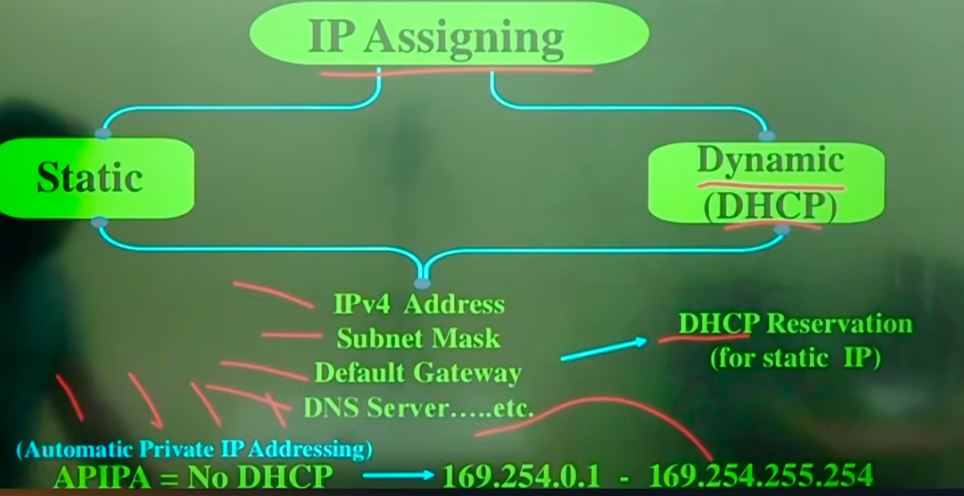 IP Assigning
Static
Dynamic
(DHCP)
IPv4 Address
Subnet Mask
Default Gateway
DNS Server.....etc.
DHCP Reservation
(for static IP)
(Automatic Private IP Addressing)
APIPA = No DHCP 169.254.0.1 - 169.254.255.254